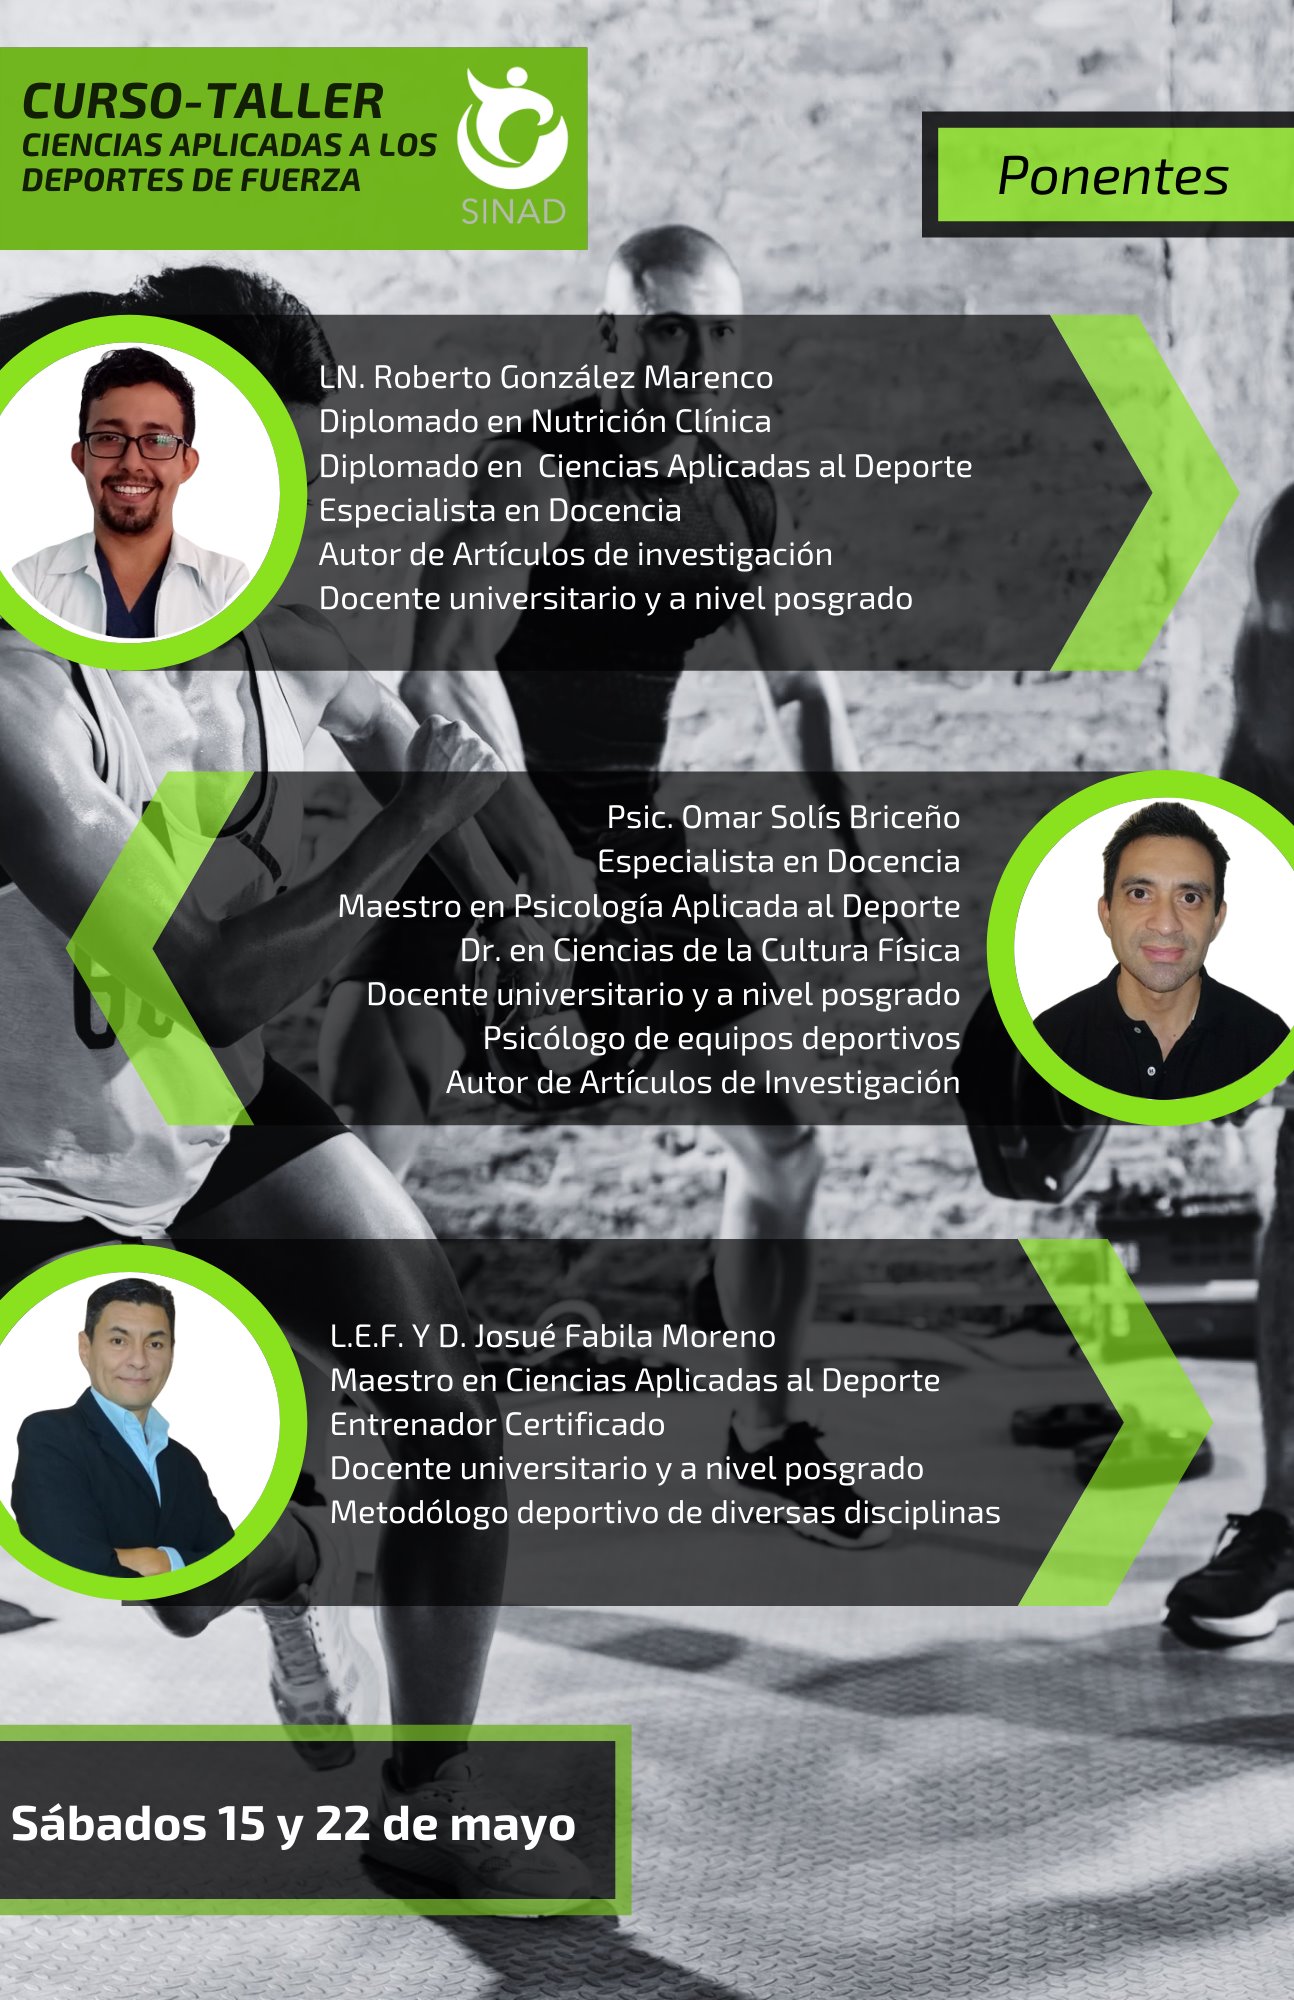 CURSO-TALLER
CIENCIAS APLICADAS A LOS
DEPORTES DE FUERZA
SINAD
Ponentes
LN. Roberto González Marenco
Diplomado en Nutrición Clínica
Diplomado en  Ciencias Aplicadas al Deporte
Especialista en Docencia
Autor de Artículos de investigación
Docente universitario y a nivel posgrado
Psic. Omar Solís Briceño
Especialista en Docencia
Maestro en Psicología Aplicada al Deporte
Dr. en Ciencias de la Cultura Física
Docente universitario y a nivel posgrado
Psicólogo de equipos deportivos
Autor de Artículos de Investigación
L.E.F. Y D. Josué Fabila Moreno
Maestro en Ciencias Aplicadas al Deporte
Entrenador Certificado
Docente universitario y a nivel posgrado
Metodólogo deportivo de diversas disciplinas
Sábados 15 y 22 de mayo